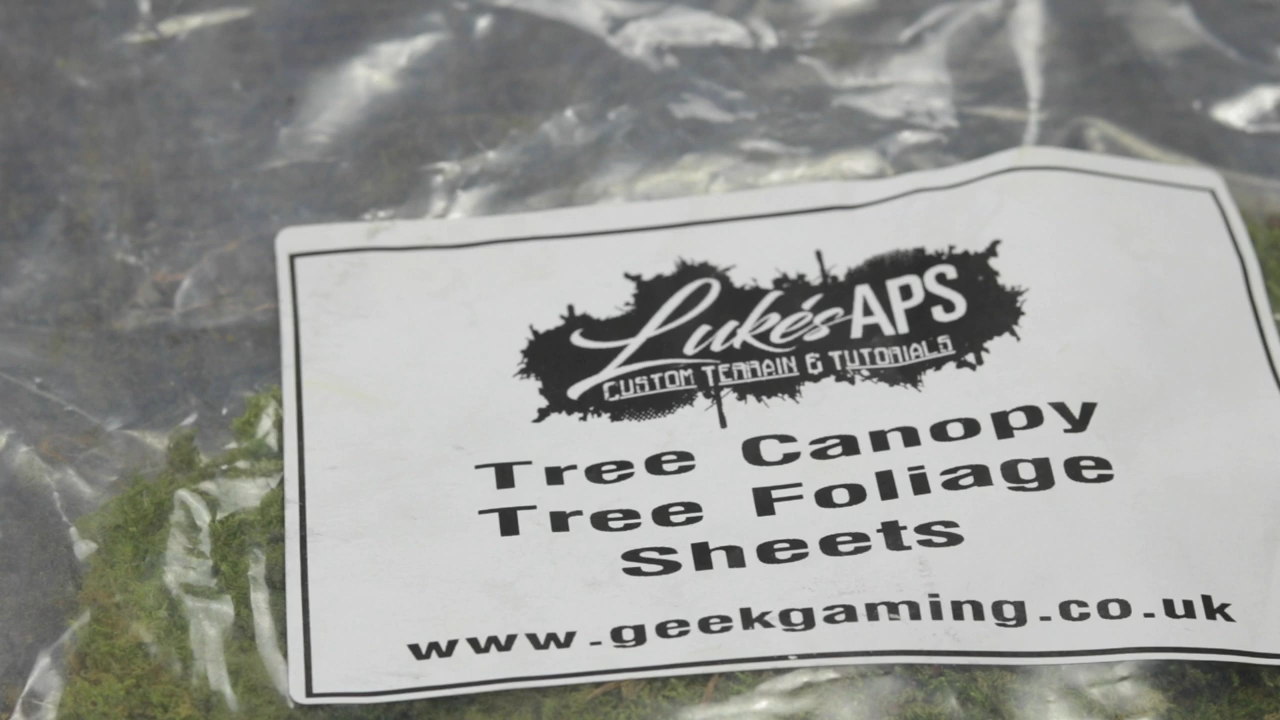 Luke's APS
CUSTOM TERRAIN & TUTORIALS
Tree Canopy
Tree Foliage
Sheets
www.geekgaming.co.uk